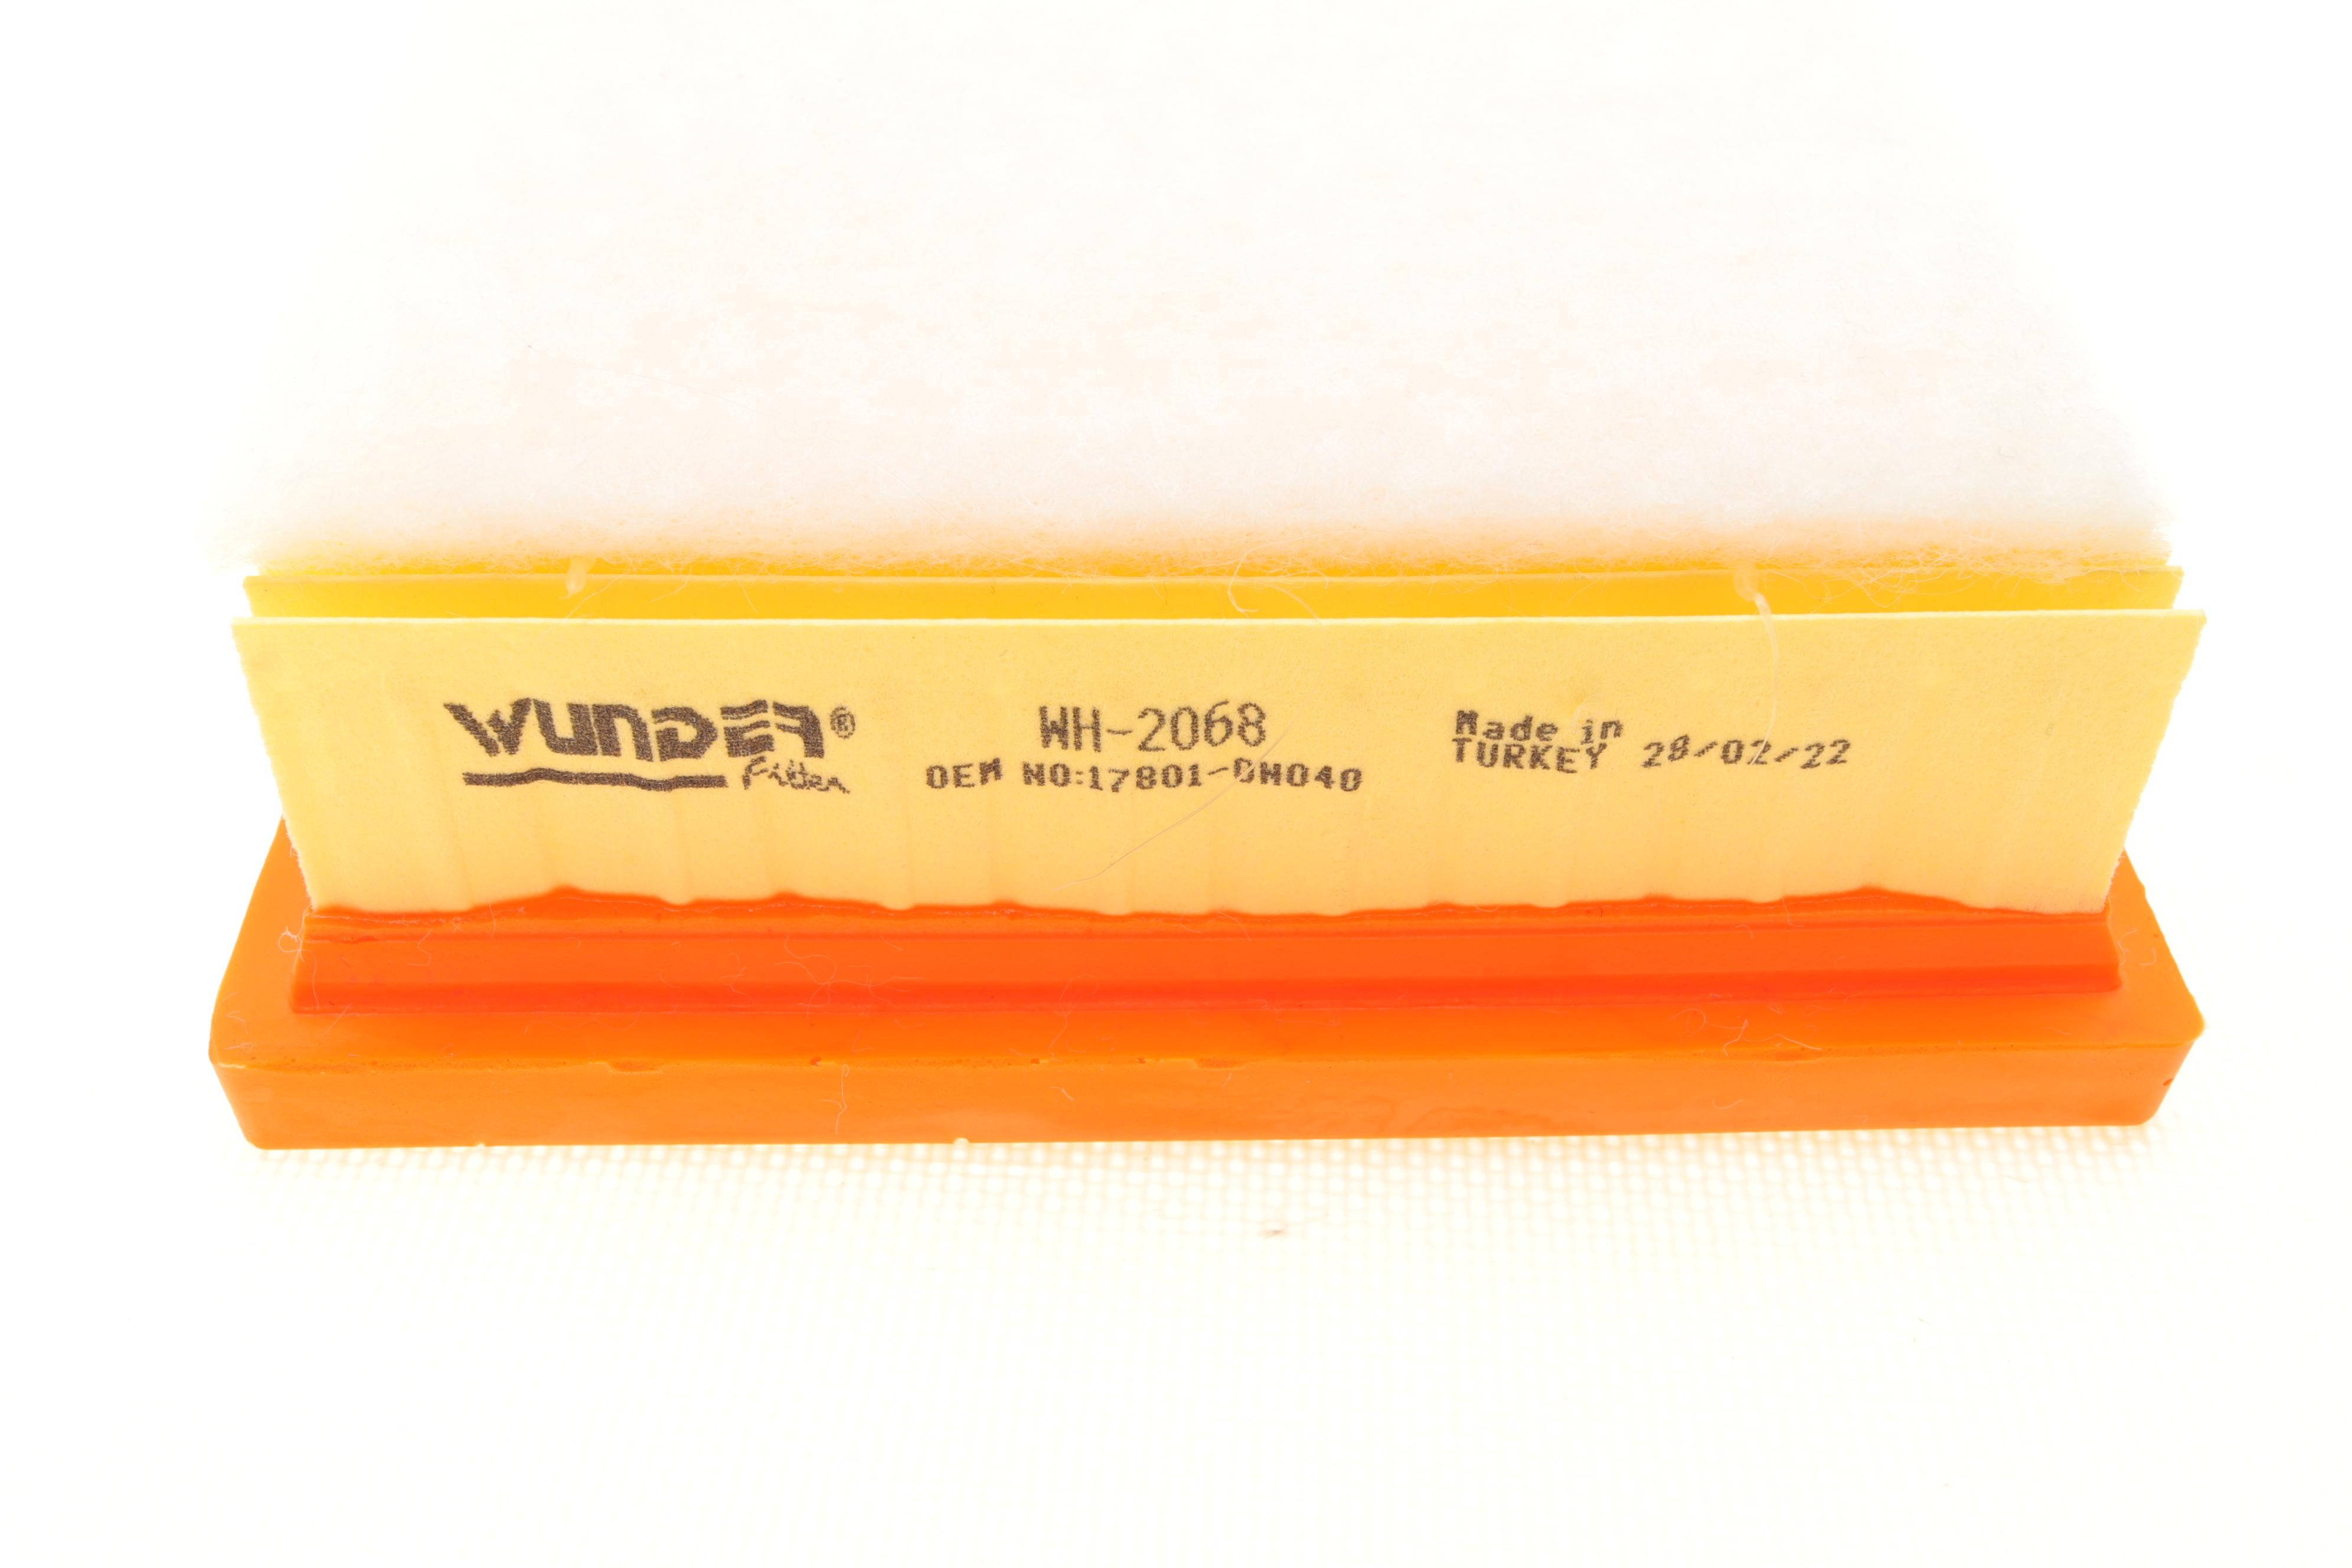 WUNDER®
Filter
WH-2068
OEM NO:17801-0H040
Made in
TURKEY 28/02/22